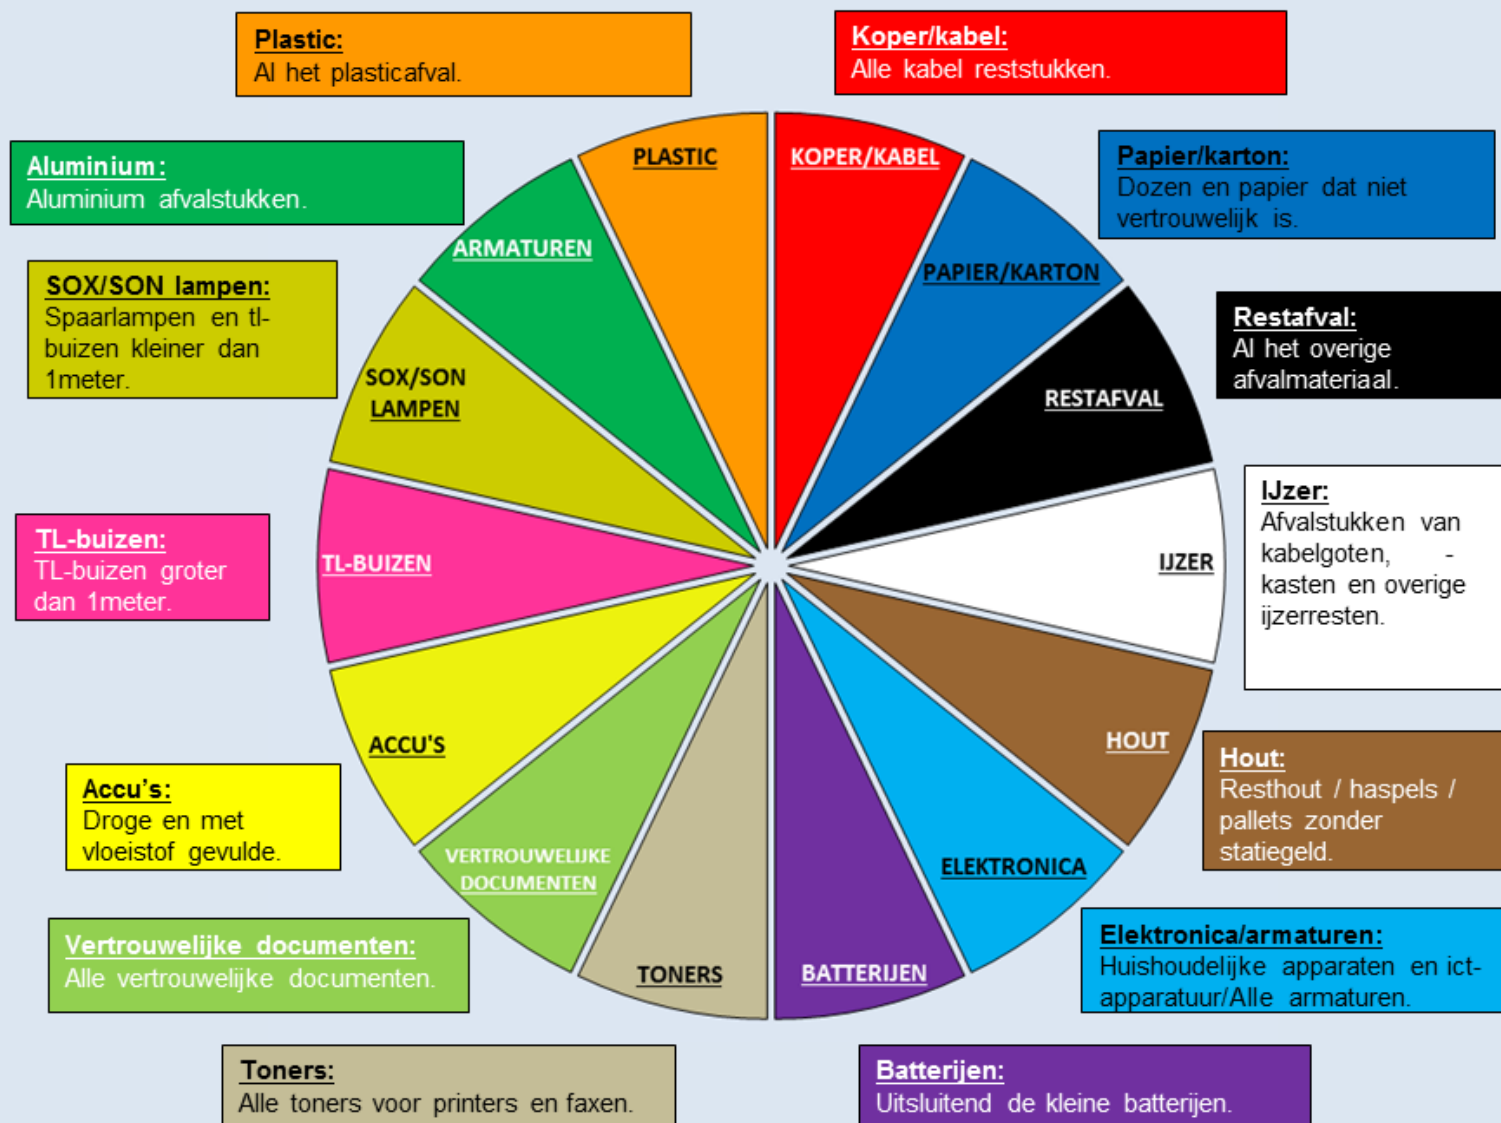 Plastic:
Al het plasticafval.
Koper/kabel:
Alle kabel reststukken.
Aluminium:
Aluminium afvalstukken.
PLASTIC
KOPER/KABEL
Papier/karton:
Dozen en papier dat niet
vertrouwelijk is.
ARMATUREN
PAPIER/KARTON
SOX/SON lampen:
Spaarlampen en tl-
buizen kleiner dan
1meter.
SOX/SON
LAMPEN
RESTAFVAL
Restafval:
Al het overige
afvalmateriaal.
TL-buizen:
TL-buizen groter
dan 1meter.
TL-BUIZEN
IJZER
IJzer:
Afvalstukken van
kabelgoten, -
kasten en overige
ijzerresten.
Accu's:
Droge en met
vloeistof gevulde.
ACCU'S
HOUT
Hout:
Resthout / haspels /
pallets zonder
statiegeld.
VERTROUWELIJKE
DOCUMENTEN
ELEKTRONICA
Vertrouwelijke documenten:
Alle vertrouwelijke documenten.
TONERS
BATTERIJEN
Elektronica/armaturen:
Huishoudelijke apparaten en ict-
apparatuur/Alle armaturen.
Toners:
Alle toners voor printers en faxen.
Batterijen:
Uitsluitend de kleine batterijen.